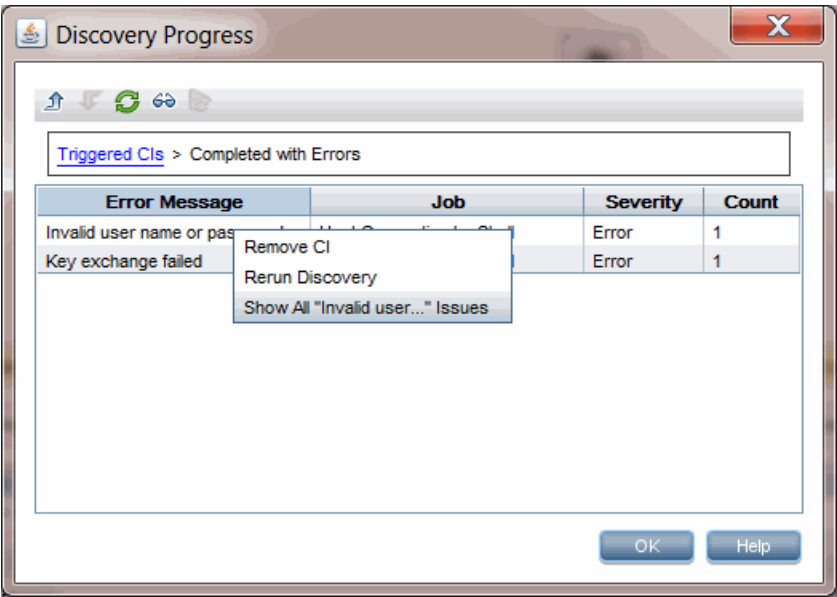 Discovery Progress
Triggered CIs > Completed with Errors
Error Message Job Severity Count
Invalid user name or Error 1
Key exchange failed Error 1
Remove CI
Rerun Discovery
Show All "Invalid user..." Issues
OK Help